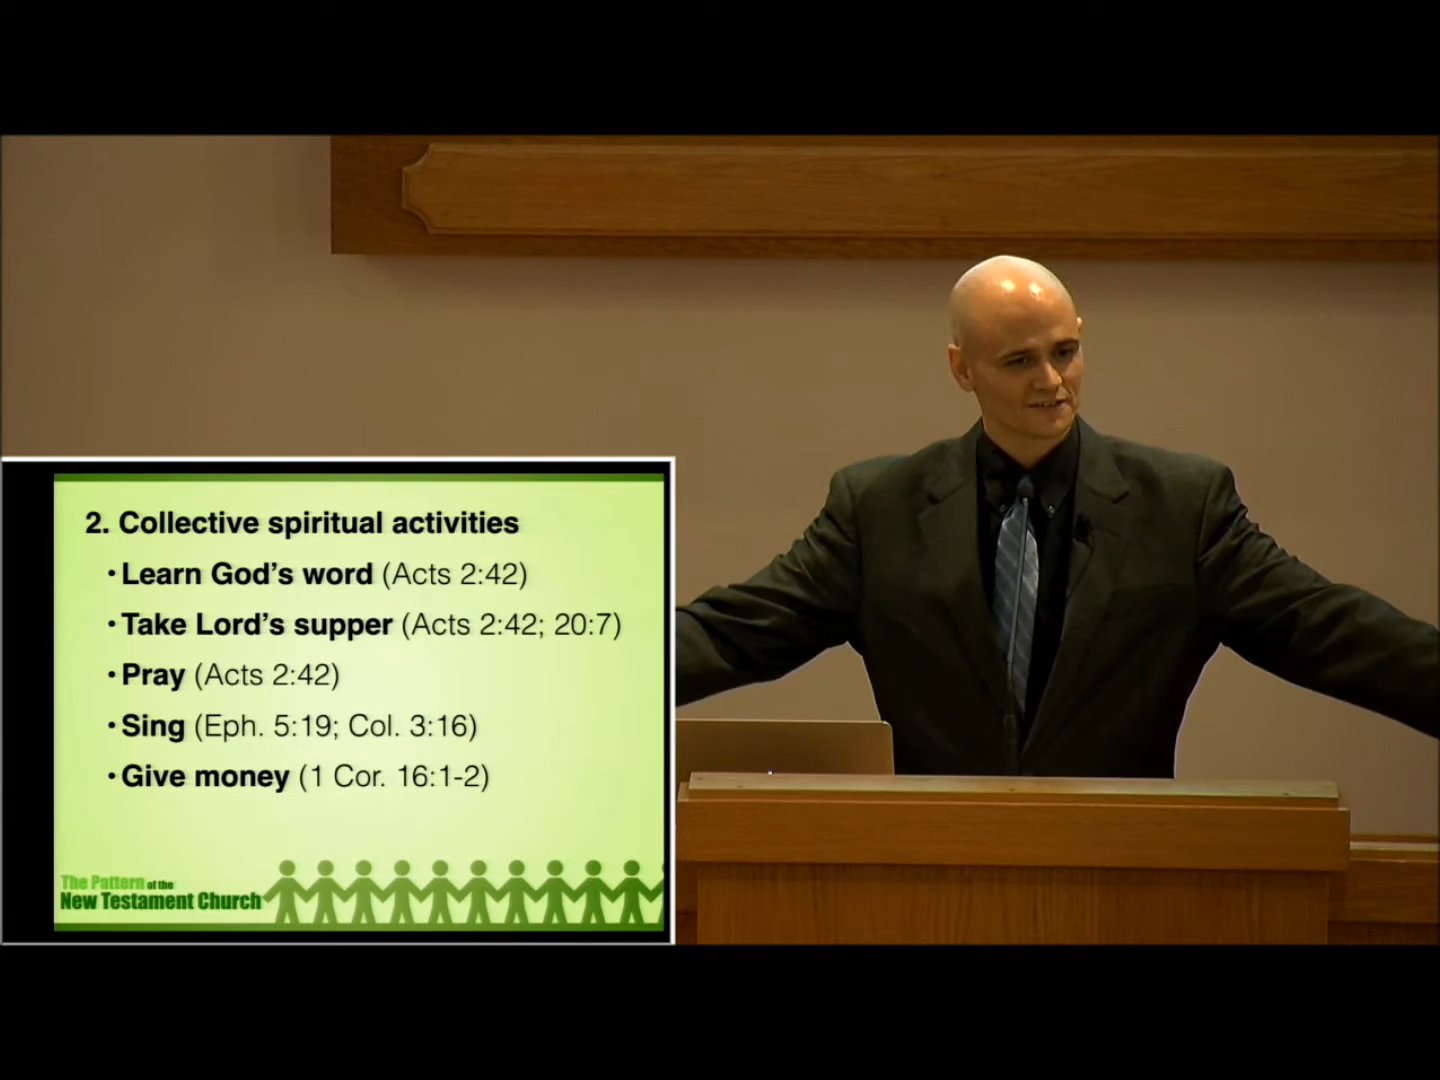 2. Collective spiritual activities
• Learn God's word (Acts 2:42)
• Take Lord's supper (Acts 2:42; 20:7)
• Pray (Acts 2:42)
• Sing (Eph. 5:19; Col. 3:16)
• Give money (1 Cor. 16:1-2)
The Pattern of the
New Testament Church